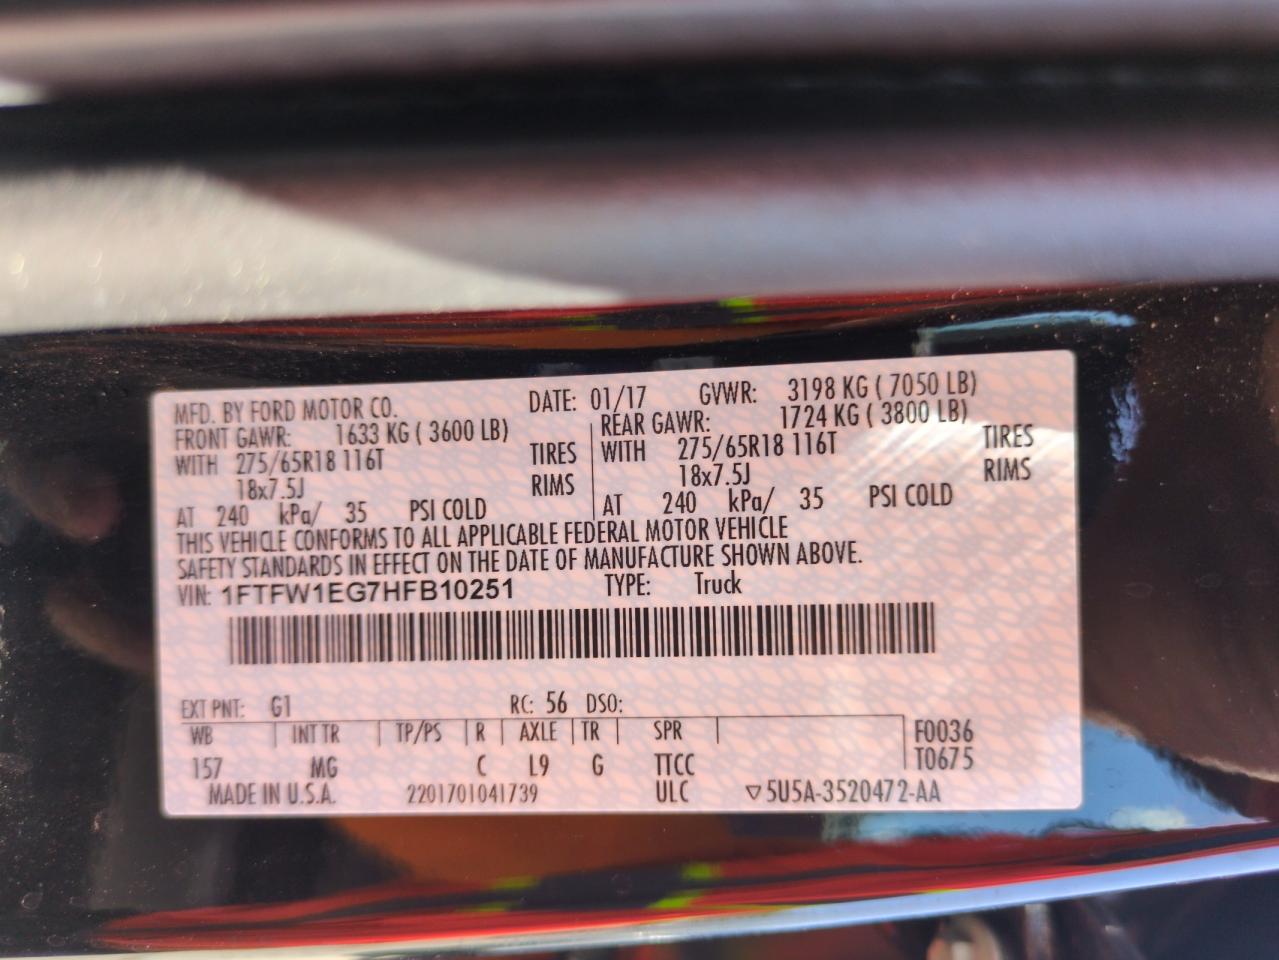 MFD. BY FORD MOTOR CO. DATE: 01/17 GVWR: 3198 KG ( 7050 LB)
FRONT GAWR: 1633 KG ( 3600 LB) REAR GAWR: 1724 KG ( 3800 LB)
WITH 275/65R18 116T TIRES WITH 275/65R18 116T TIRES
18x7.5J RIMS 18x7.5J RIMS
AT 240 kPa/ 35 PSI COLD AT 240 kPa/ 35 PSI COLD
THIS VEHICLE CONFORMS TO ALL APPLICABLE FEDERAL MOTOR VEHICLE
SAFETY STANDARDS IN EFFECT ON THE DATE OF MANUFACTURE SHOWN ABOVE.
VIN: 1FTFW1EG7HFB10251 TYPE: Truck
EXT PNT: G1 RC: 56 DSO:
WB INT TR TP/PS R AXLE TR SPR F0036
157 MG C L9 G TTCC T0675
MADE IN U.S.A. 2201701041739 ULC ▽5U5A-3520472-AA